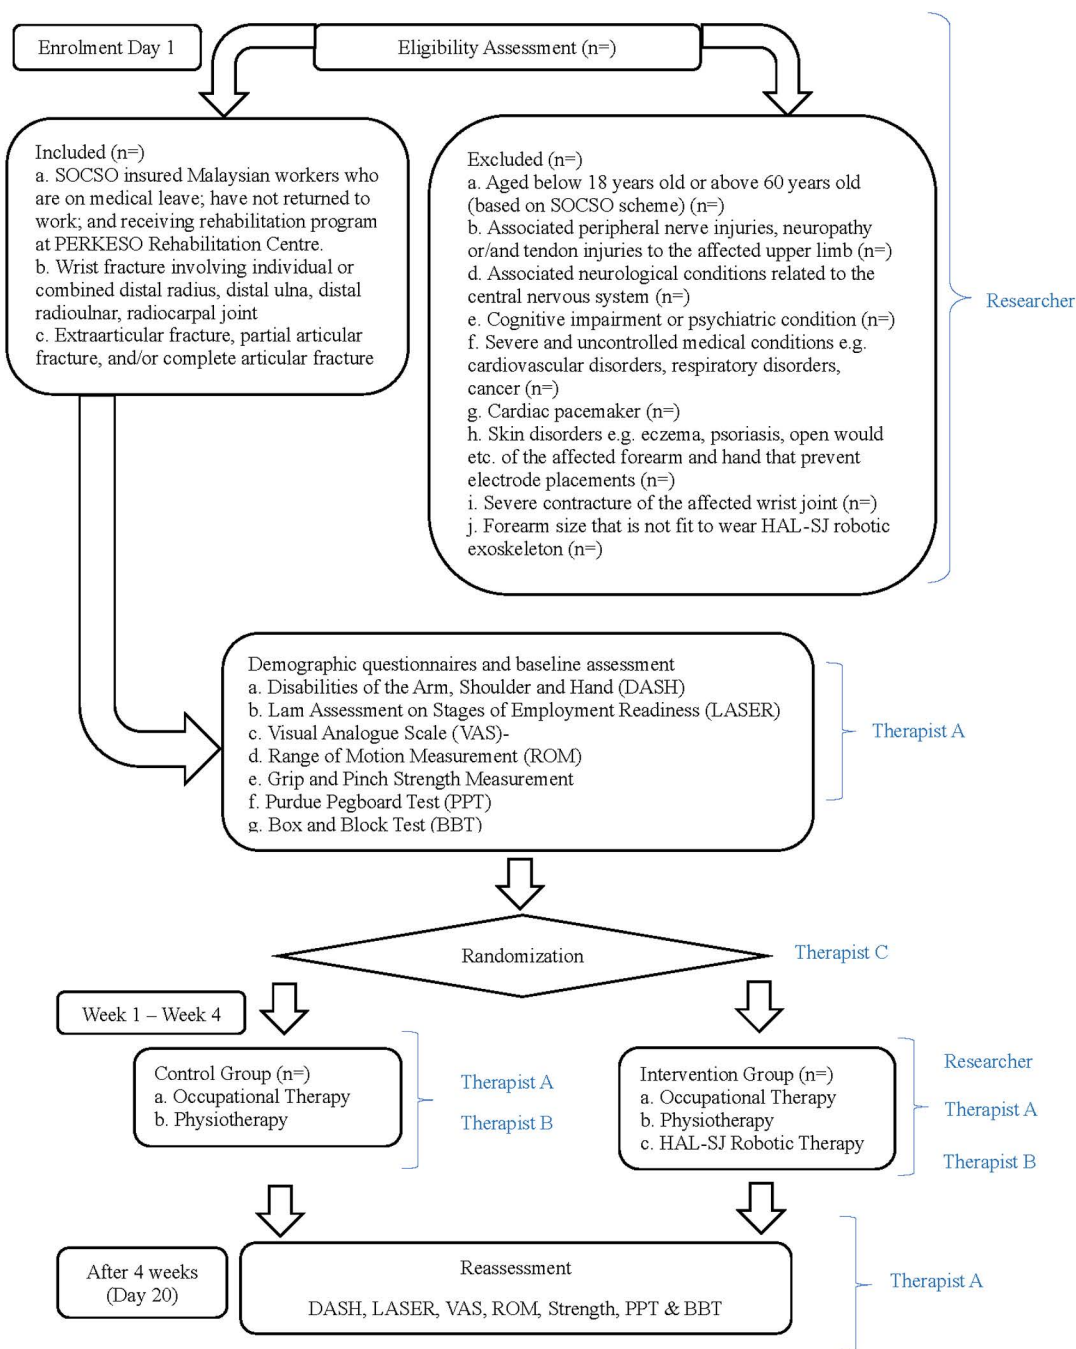 Enrolment Day 1
Eligibility Assessment (n=)
Included (n=)
a. SOCSO insured Malaysian workers who
are on medical leave; have not returned to
work; and receiving rehabilitation program
at PERKESO Rehabilitation Centre.
b. Wrist fracture involving individual or
combined distal radius, distal ulna, distal
radioulnar, radiocarpal joint
c. Extraarticular fracture, partial articular
fracture, and/or complete articular fracture
Excluded (n=)
a. Aged below 18 years old or above 60 years old
(based on SOCSO scheme) (n=)
b. Associated peripheral nerve injuries, neuropathy
or/and tendon injuries to the affected upper limb (n=)
d. Associated neurological conditions related to the
central nervous system (n=)
e. Cognitive impairment or psychiatric condition (n=)
f. Severe and uncontrolled medical conditions e.g.
cardiovascular disorders, respiratory disorders,
cancer (n=)
g. Cardiac pacemaker (n=)
h. Skin disorders e.g. eczema, psoriasis, open would
etc. of the affected forearm and hand that prevent
electrode placements (n=)
i. Severe contracture of the affected wrist joint (n=)
j. Forearm size that is not fit to wear HAL-SJ robotic
exoskeleton (n=)
Researcher
Demographic questionnaires and baseline assessment
a. Disabilities of the Arm, Shoulder and Hand (DASH)
b. Lam Assessment on Stages of Employment Readiness (LASER)
c. Visual Analogue Scale (VAS)-
d. Range of Motion Measurement (ROM)
e. Grip and Pinch Strength Measurement
f. Purdue Pegboard Test (PPT)
g. Box and Block Test (BBT)
Therapist A
Randomization
Therapist C
Week 1 – Week 4
Control Group (n=)
a. Occupational Therapy
b. Physiotherapy
Therapist A
Therapist B
Intervention Group (n=)
a. Occupational Therapy
b. Physiotherapy
c. HAL-SJ Robotic Therapy
Researcher
Therapist A
Therapist B
After 4 weeks
(Day 20)
Reassessment
DASH, LASER, VAS, ROM, Strength, PPT & BBT
Therapist A